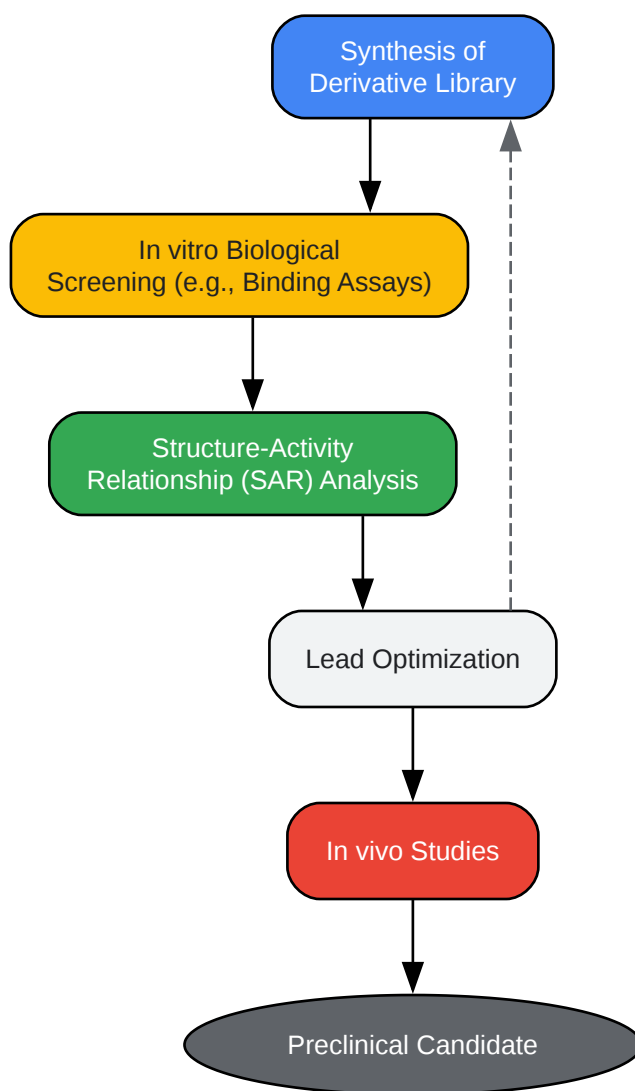 Synthesis of
Derivative Library
In vitro Biological
Screening (e.g., Binding Assays)
Structure-Activity
Relationship (SAR) Analysis
Lead Optimization
In vivo Studies
Preclinical Candidate